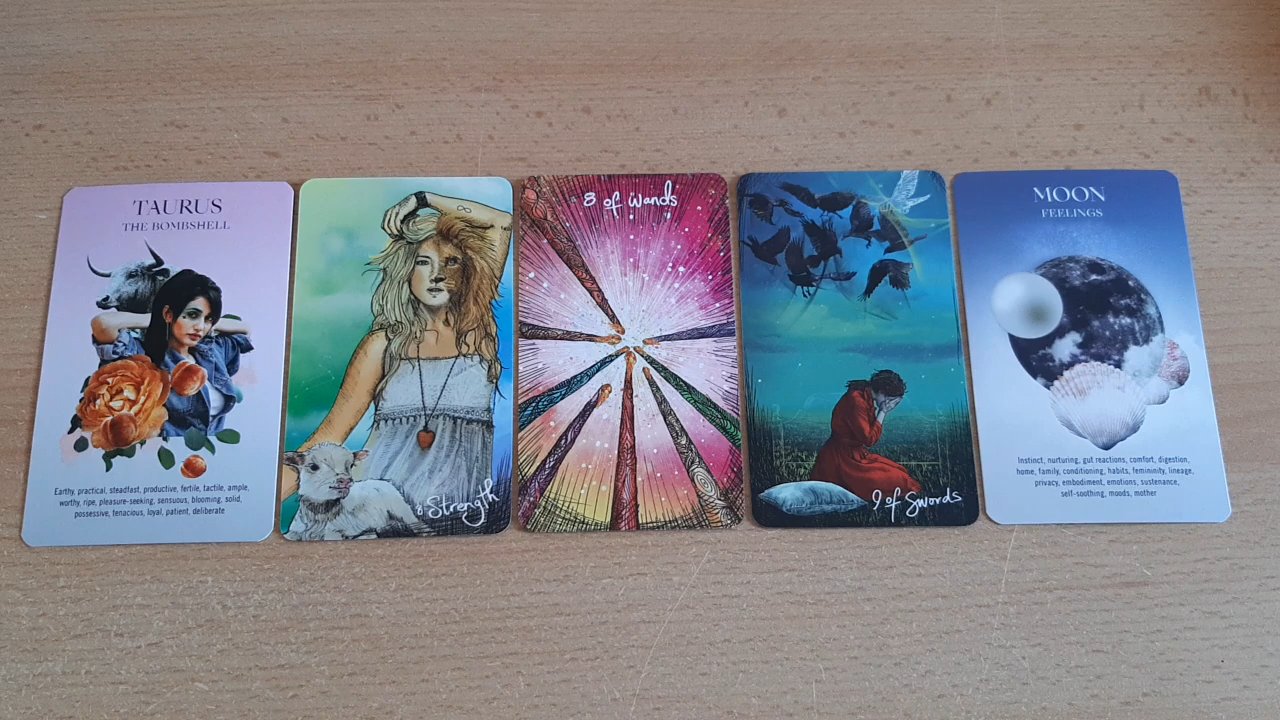 TAURUS
THE BOMBSHELL
Earthy, practical, steadfast, productive, fertile, tactile, ample,
worthy, ripe, pleasure-seeking, sensuous, blooming, solid,
possessive, tenacious, loyal, patient, deliberate
8 Strength
8 of Wands
9 of Swords
MOON
FEELINGS
Instinct, nurturing, gut reactions, comfort, digestion,
home, family, conditioning, habits, femininity, lineage,
privacy, embodiment, emotions, sustenance,
self-soothing, moods, mother